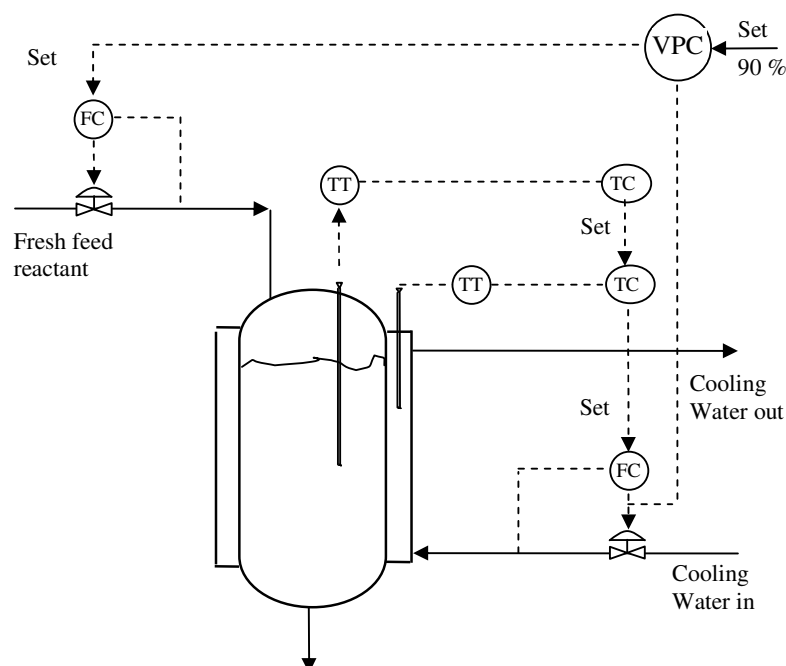 VPC
Set
90 %
Set
FC
TT
TC
Set
Fresh feed
reactant
TT
TC
Cooling
Water out
Set
FC
Cooling
Water in